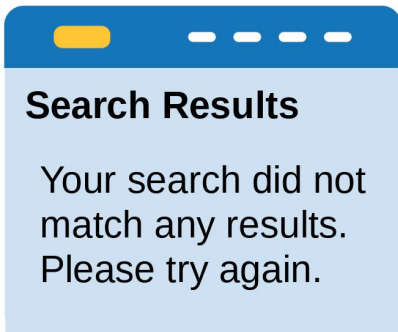 Search Results
Your search did not
match any results.
Please try again.